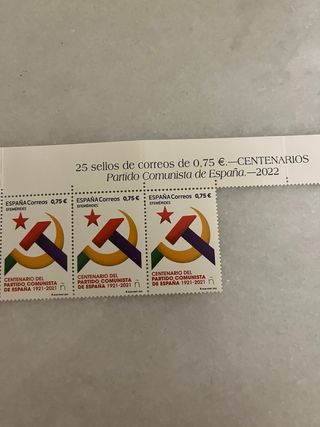 25 sellos de correos de 0,75 €.—CENTENARIOS
Partido Comunista de España.—2022
ESPAÑA Correos 0,75 €
EFEMÉRIDES
CENTENARIO DEL
PARTIDO COMUNISTA
DE ESPAÑA 1921-2021
ESPAÑA Correos 0,75 €
EFEMÉRIDES
CENTENARIO DEL
PARTIDO COMUNISTA
DE ESPAÑA 1921-2021
ESPAÑA Correos 0,75 €
EFEMÉRIDES
CENTENARIO DEL
PARTIDO COMUNISTA
DE ESPAÑA 1921-2021